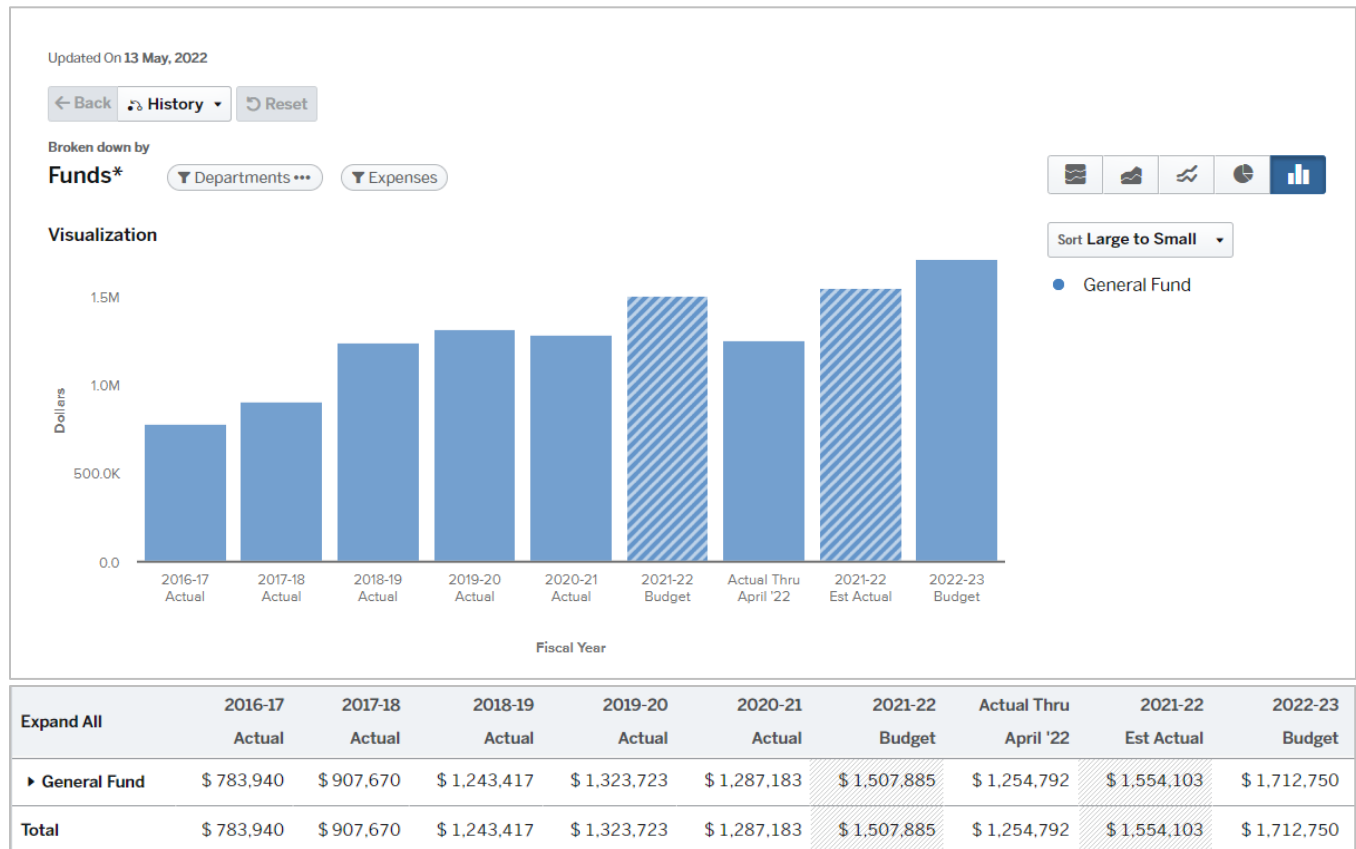 Updated On 13 May, 2022
← Back History ▾ Reset
Broken down by
Funds* Departments ••• Expenses
Visualization
Sort Large to Small ▾
General Fund
1.5M
1.0M
500.0K
0.0
Dollars
2016-17 2017-18 2018-19 2019-20 2020-21 2021-22 Actual Thru 2021-22 2022-23
Actual Actual Actual Actual Actual Budget April '22 Est Actual Budget
Fiscal Year
Expand All 2016-17 2017-18 2018-19 2019-20 2020-21 2021-22 Actual Thru 2021-22 2022-23
Actual Actual Actual Actual Actual Budget April '22 Est Actual Budget
General Fund $ 783,940 $ 907,670 $ 1,243,417 $ 1,323,723 $ 1,287,183 $ 1,507,885 $ 1,254,792 $ 1,554,103 $ 1,712,750
Total $ 783,940 $ 907,670 $ 1,243,417 $ 1,323,723 $ 1,287,183 $ 1,507,885 $ 1,254,792 $ 1,554,103 $ 1,712,750